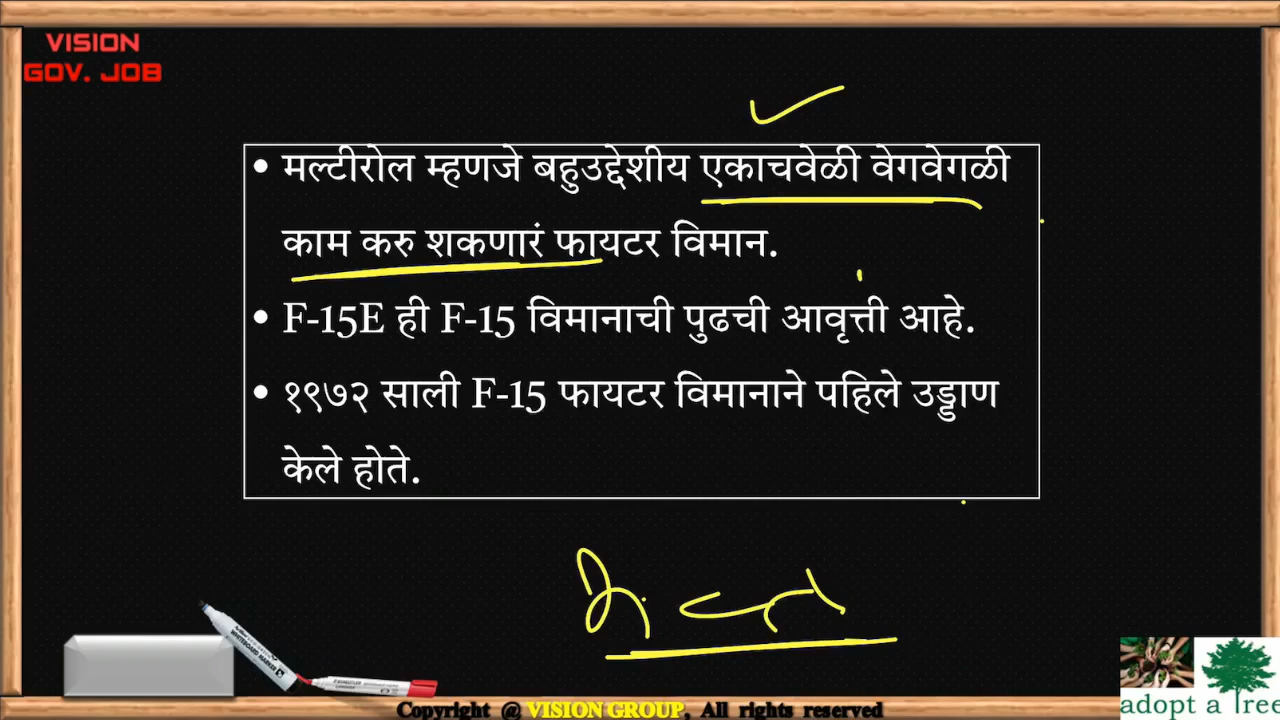 VISION
GOV. JOB
• मल्टीरोल म्हणजे बहुउद्देशीय एकाचवेळी वेगवेगळी
काम करु शकणारं फायटर विमान.
• F-15E ही F-15 विमानाची पुढची आवृत्ती आहे.
• १९७२ साली F-15 फायटर विमानाने पहिले उड्डाण
केले होते.
Copyright @ VISION GROUP, All rights reserved
adopt a Tree